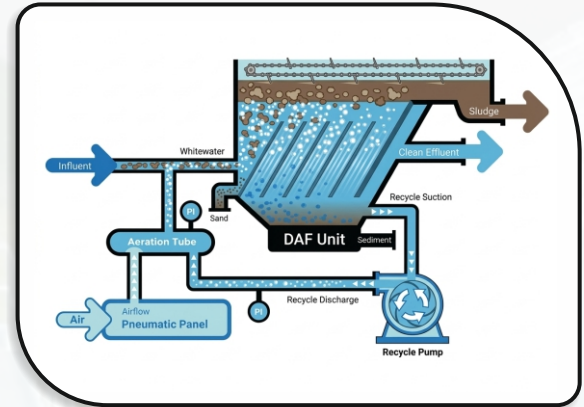 Sludge
Whitewater
Clean Effluent
Influent
Recycle Suction
PI
Sand
Aeration Tube
DAF Unit
Sediment
Recycle Discharge
Airflow
Air
Pneumatic Panel
PI
Recycle Pump